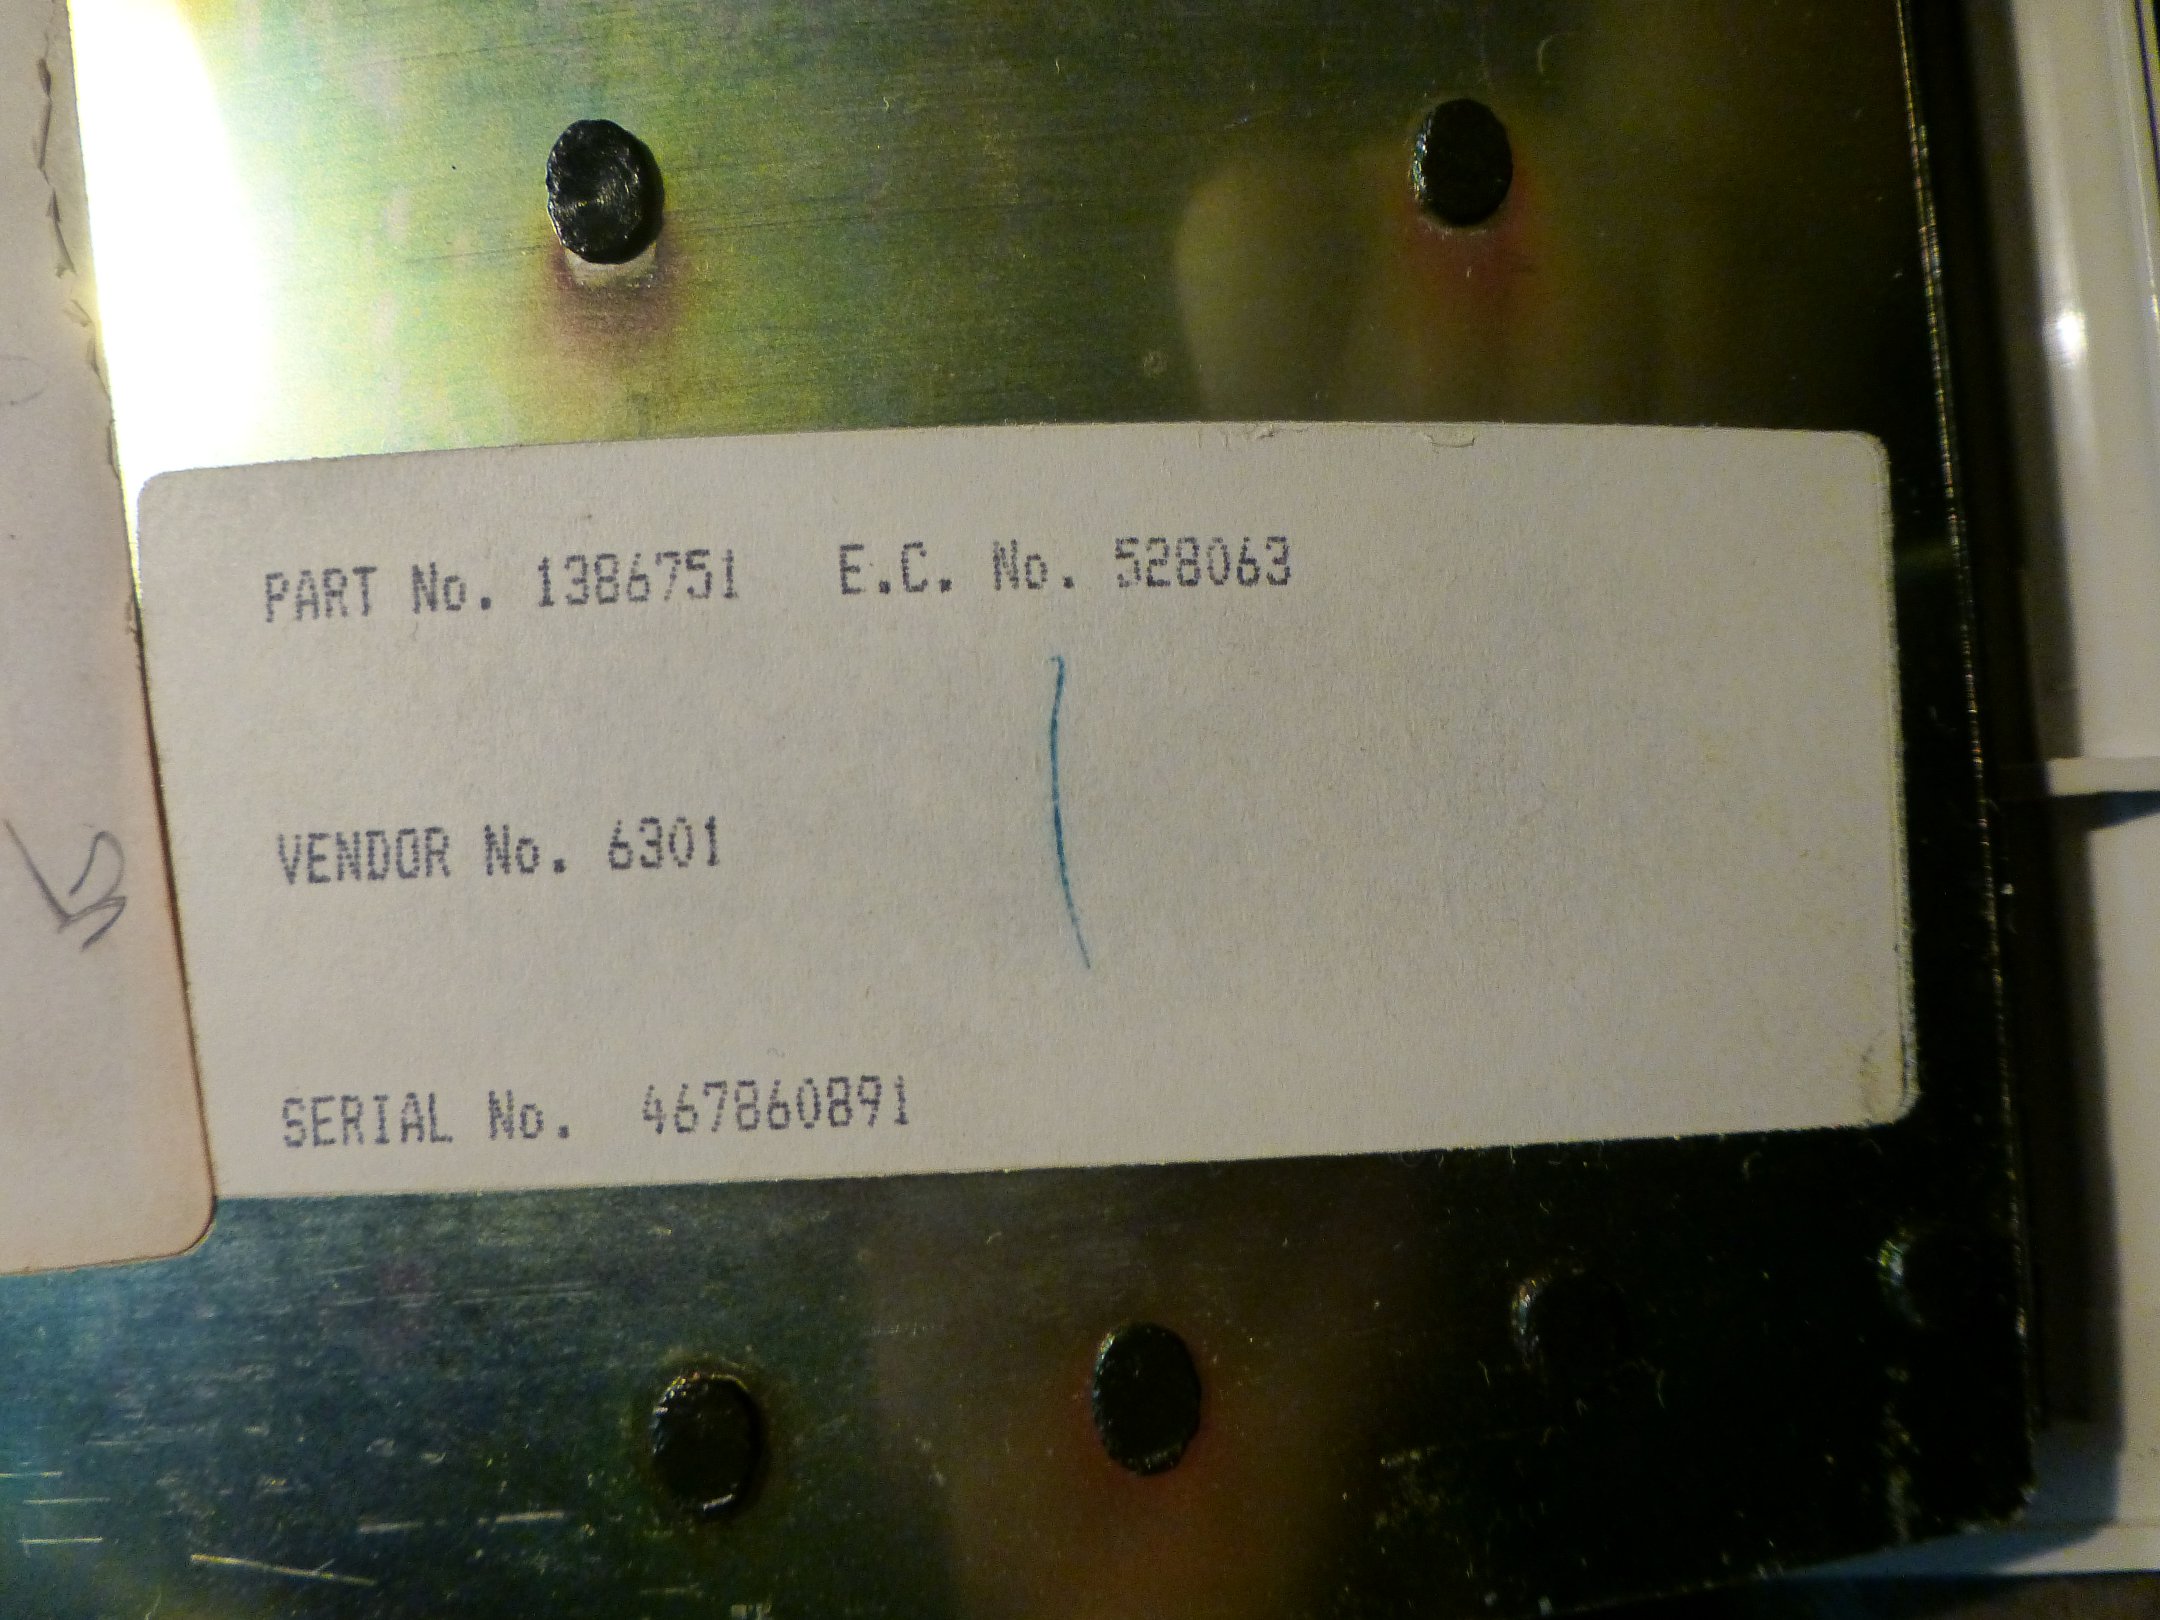 PART No. 1386751 E.C. No. 528063
VENDOR No. 6301
SERIAL No. 467860891